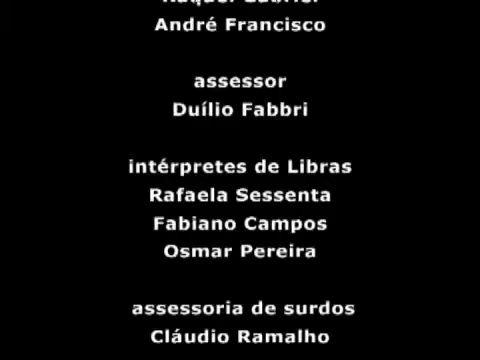 André Francisco
assessor
Duílio Fabbri
intérpretes de Libras
Rafaela Sessenta
Fabiano Campos
Osmar Pereira
assessoria de surdos
Cláudio Ramalho